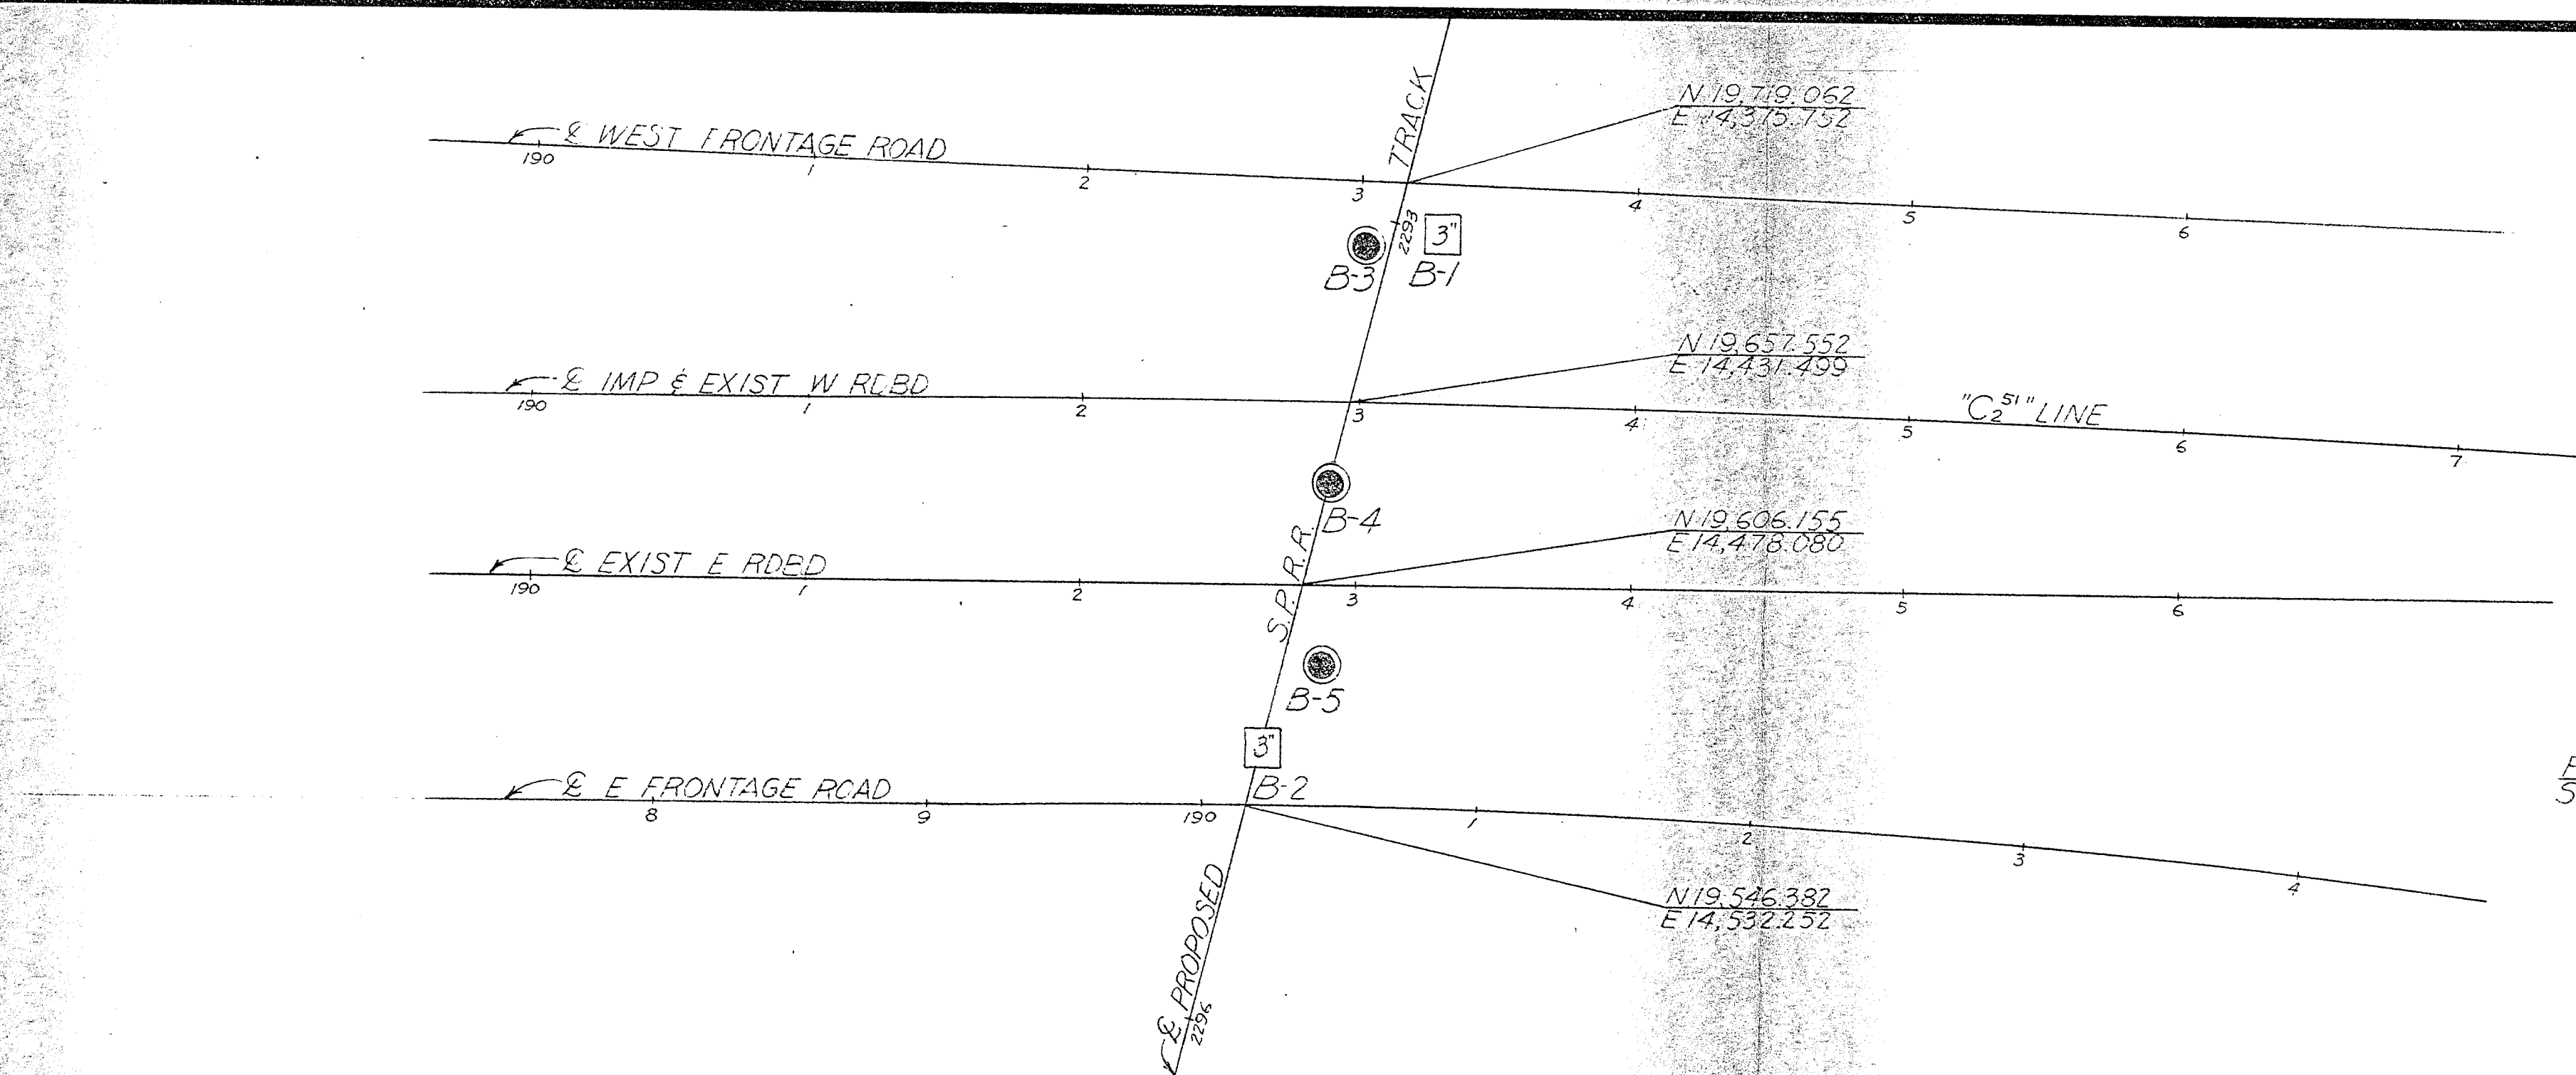 N 19,719.062
E 14,375.752
TRACK
℄ WEST FRONTAGE ROAD
190 1 2 3 4 5 6
2293
3"
B-3 B-1
N 19,657.552
E 14,431.499
℄ IMP & EXIST W RDBD
"C₂⁵¹" LINE
190 1 2 3 4 5 6 7
B-4
N 19,606.155
E 14,478.080
S.P. R.R.
℄ EXIST E RDBD
190 1 2 3 4 5 6
B-5
3"
B-2
℄ E FRONTAGE ROAD
8 9 190 1 2 3 4
N 19,546.382
E 14,532.252
℄ PROPOSED
2296